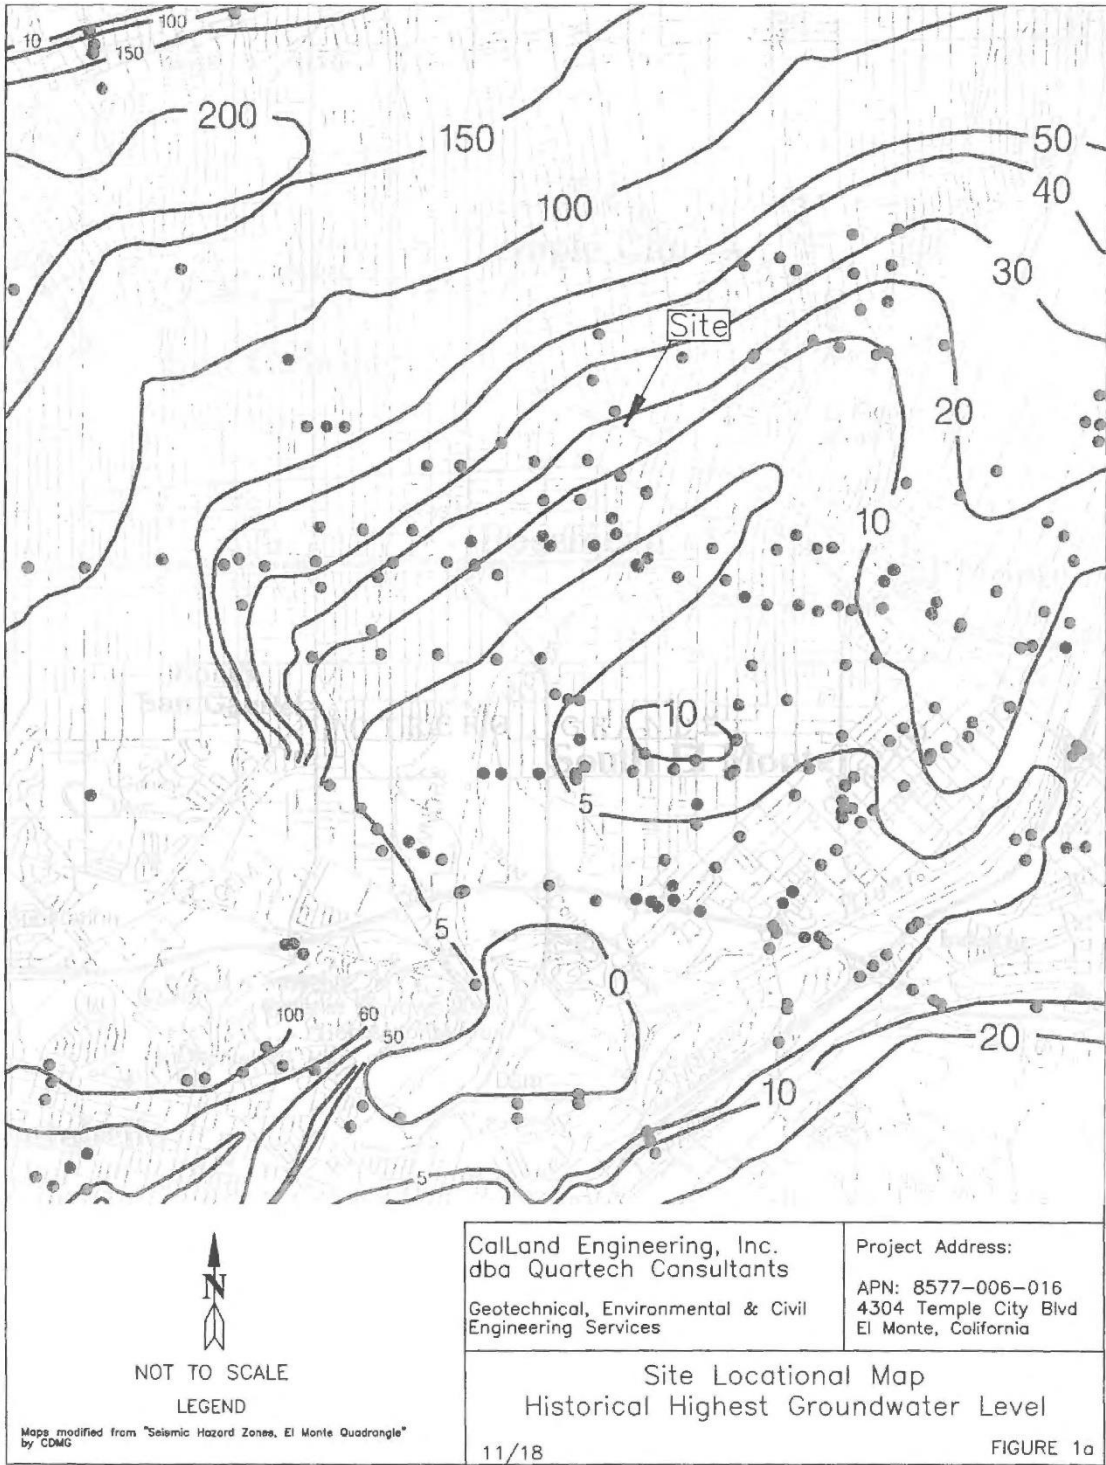 100
10
150
200
150
50
100
40
30
Site
20
10
10
5
5
0
100
60
50
20
10
5
N
NOT TO SCALE
LEGEND
Maps modified from "Seismic Hazard Zones, El Monte Quadrangle"
by CDMG
CalLand Engineering, Inc.
dba Quartech Consultants
Geotechnical, Environmental & Civil
Engineering Services
Project Address:
APN: 8577-006-016
4304 Temple City Blvd
El Monte, California
Site Locational Map
Historical Highest Groundwater Level
11/18
FIGURE 1a